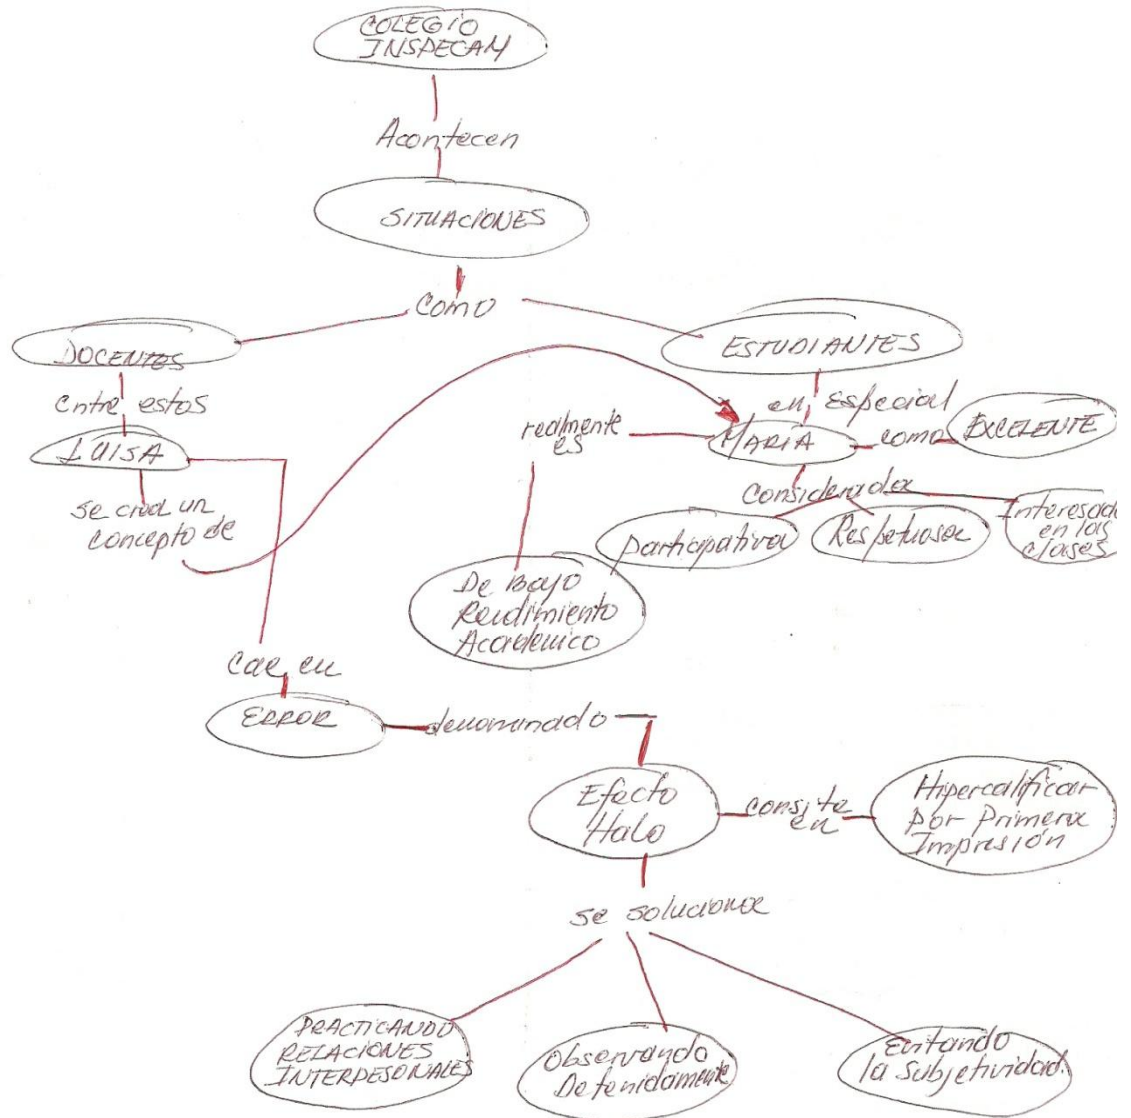 COLEGIO
INSPECAM
Acontecen
SITUACIONES
como
DOCENTES
ESTUDIANTES
entre estos
en especial
LUISA
realmente
es
MARIA
como
EXCELENTE
se crea un
concepto de
Considerada
participativa
Respetuosa
Interesada
en las
clases
De Bajo
Rendimiento
Académico
Cae en
ERROR
denominado
Efecto
Halo
consite
en
Hipercalificar
por Primera
Impresión
se soluciona
PRACTICANDO
RELACIONES
INTERPESONALES
Observando
Detenidamente
Evitando
la Subjetividad.